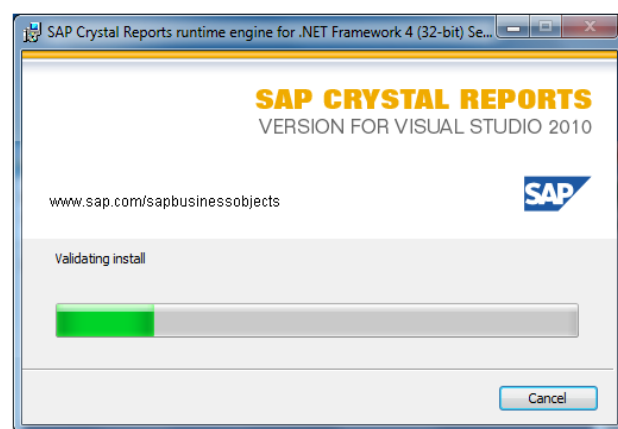 SAP Crystal Reports runtime engine for .NET Framework 4 (32-bit) Se...
SAP CRYSTAL REPORTS
VERSION FOR VISUAL STUDIO 2010
www.sap.com/sapbusinessobjects
SAP
Validating install
Cancel